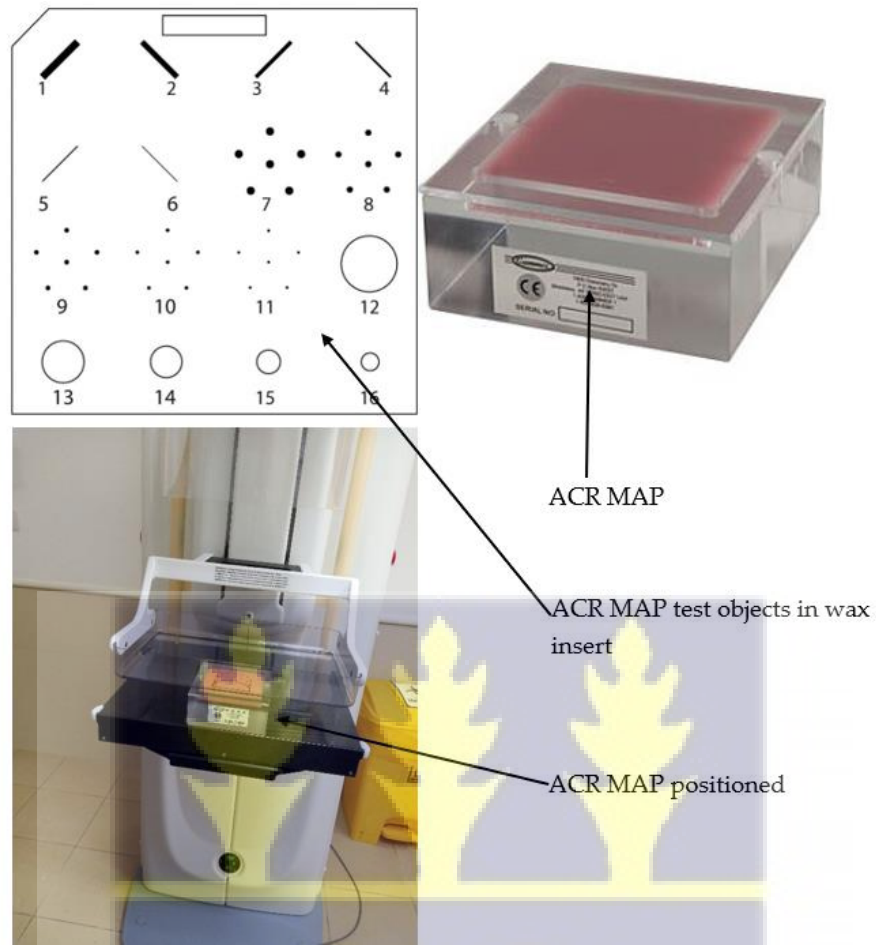 1 2 3 4
5 6 7 8
9 10 11 12
13 14 15 16
CE
SERIAL NO
ACR MAP
ACR MAP test objects in wax
insert
ACR MAP positioned